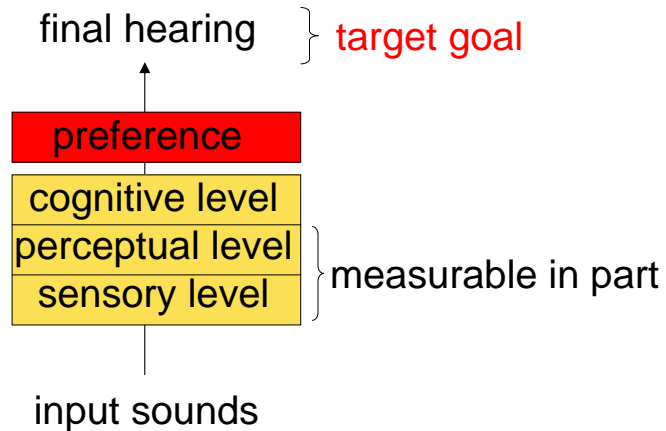 final hearing
target goal
preference
cognitive level
perceptual level
measurable in part
sensory level
input sounds